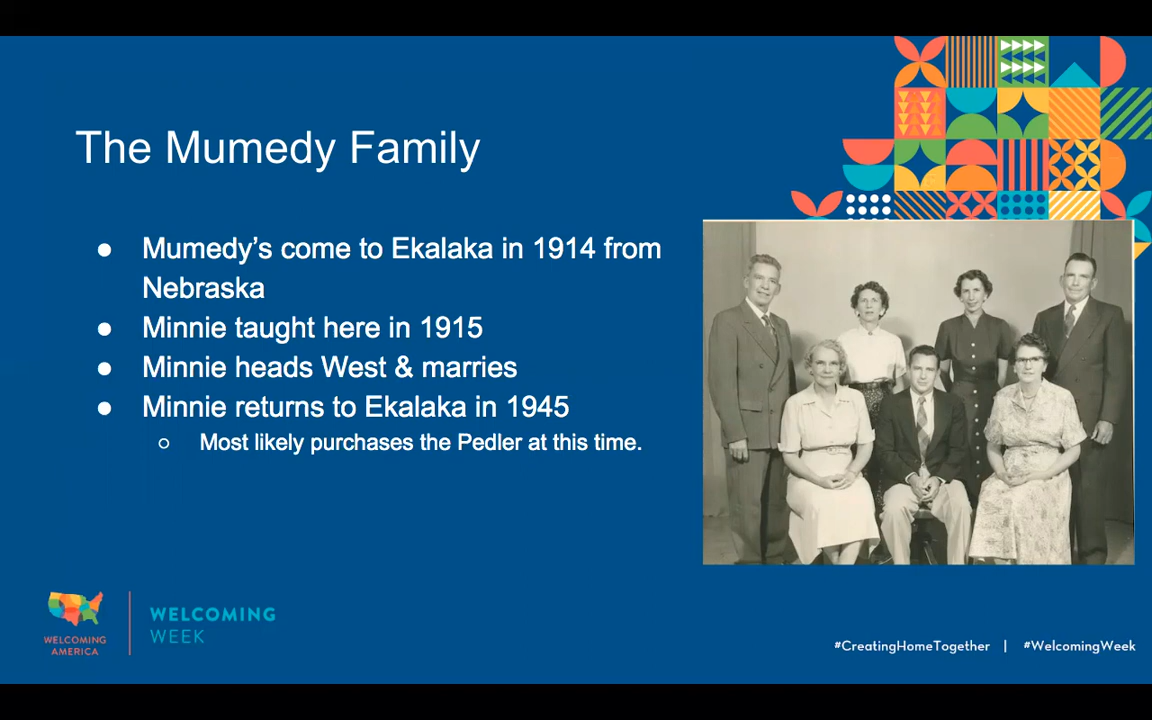 The Mumedy Family
● Mumedy’s come to Ekalaka in 1914 from
Nebraska
● Minnie taught here in 1915
● Minnie heads West & marries
● Minnie returns to Ekalaka in 1945
○ Most likely purchases the Pedler at this time.
WELCOMING
AMERICA
WELCOMING
WEEK
#CreatingHomeTogether | #WelcomingWeek